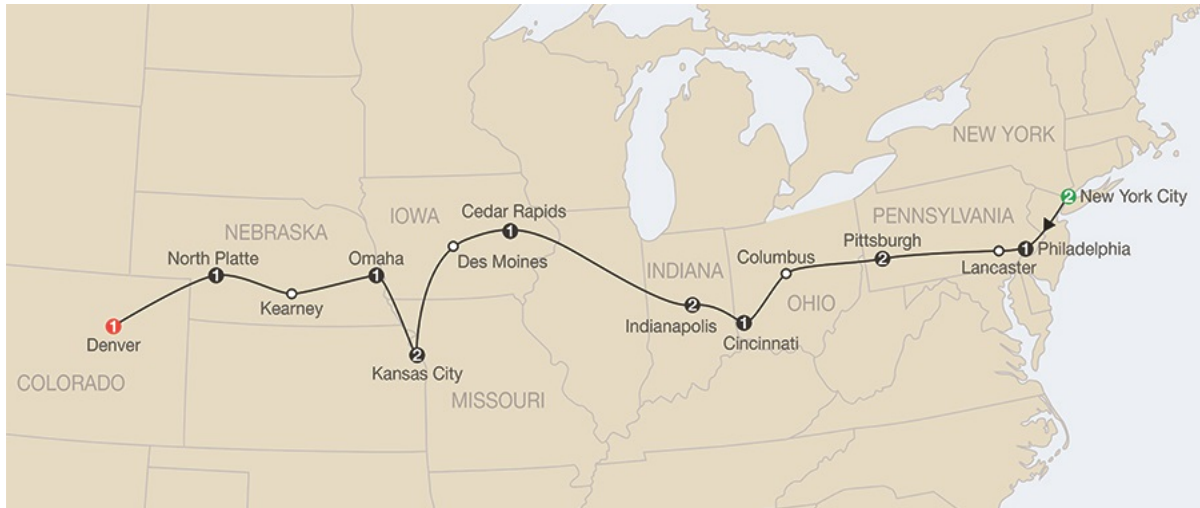 NEW YORK
2 New York City
IOWA
Cedar Rapids
1
PENNSYLVANIA
NEBRASKA
Pittsburgh
2
1 Philadelphia
Lancaster
North Platte
1
Omaha
1
Des Moines
Columbus
INDIANA
Kearney
OHIO
2
Indianapolis
1
Cincinnati
1
Denver
2
Kansas City
COLORADO
MISSOURI